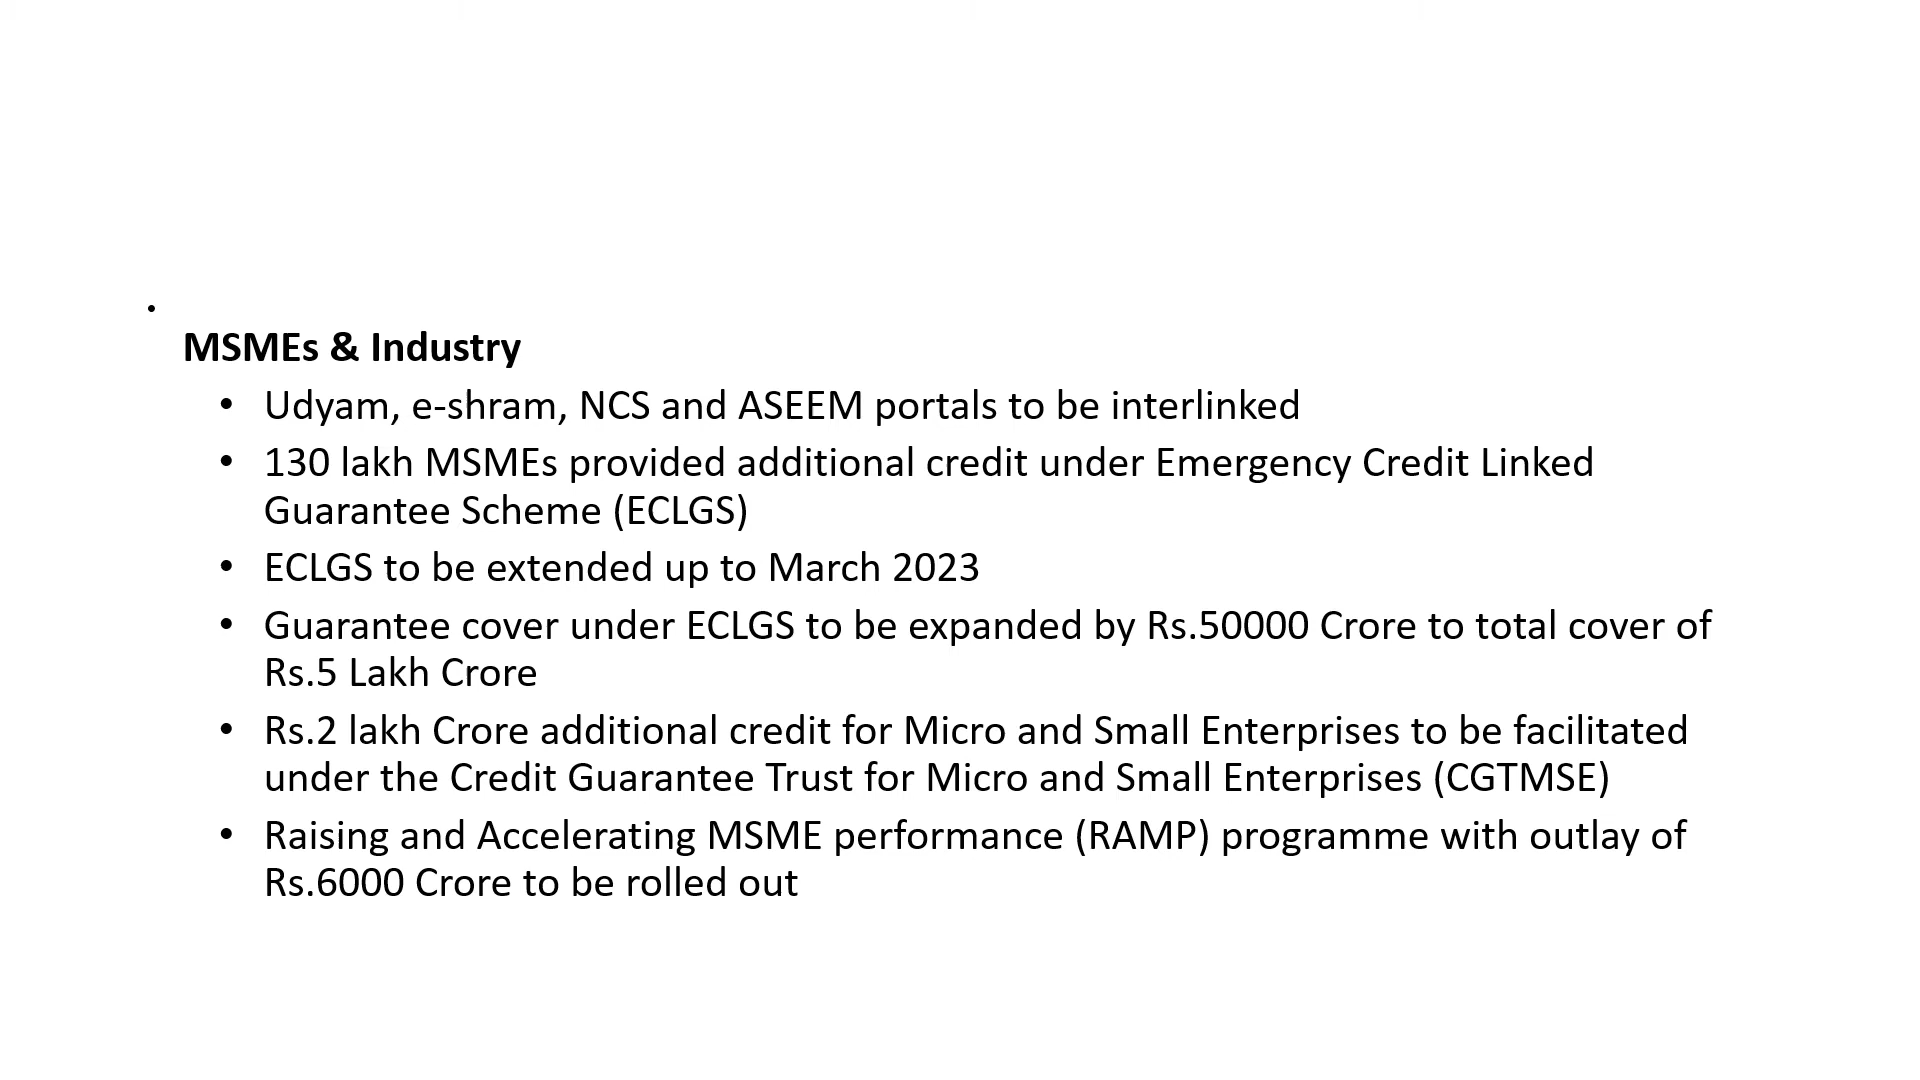 •
MSMEs & Industry
• Udyam, e-shram, NCS and ASEEM portals to be interlinked
• 130 lakh MSMEs provided additional credit under Emergency Credit Linked
Guarantee Scheme (ECLGS)
• ECLGS to be extended up to March 2023
• Guarantee cover under ECLGS to be expanded by Rs.50000 Crore to total cover of
Rs.5 Lakh Crore
• Rs.2 lakh Crore additional credit for Micro and Small Enterprises to be facilitated
under the Credit Guarantee Trust for Micro and Small Enterprises (CGTMSE)
• Raising and Accelerating MSME performance (RAMP) programme with outlay of
Rs.6000 Crore to be rolled out